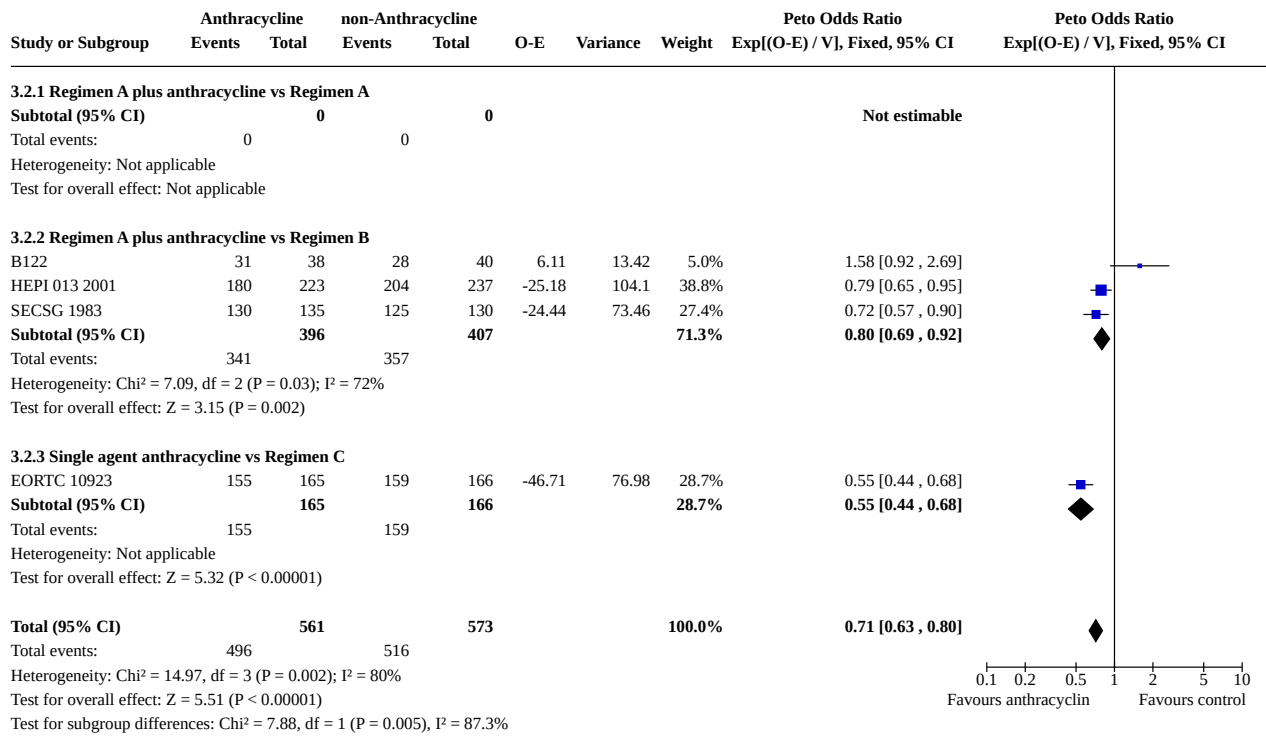 Anthracycline non-Anthracycline Peto Odds Ratio Peto Odds Ratio
Study or Subgroup Events Total Events Total O-E Variance Weight Exp[(O-E) / V], Fixed, 95% CI Exp[(O-E) / V], Fixed, 95% CI
3.2.1 Regimen A plus anthracycline vs Regimen A
Subtotal (95% CI) 0 0 Not estimable
Total events: 0 0
Heterogeneity: Not applicable
Test for overall effect: Not applicable
3.2.2 Regimen A plus anthracycline vs Regimen B
B122 31 38 28 40 6.11 13.42 5.0% 1.58 [0.92 , 2.69]
HEPI 013 2001 180 223 204 237 -25.18 104.1 38.8% 0.79 [0.65 , 0.95]
SECSG 1983 130 135 125 130 -24.44 73.46 27.4% 0.72 [0.57 , 0.90]
Subtotal (95% CI) 396 407 71.3% 0.80 [0.69 , 0.92]
Total events: 341 357
Heterogeneity: Chi² = 7.09, df = 2 (P = 0.03); I² = 72%
Test for overall effect: Z = 3.15 (P = 0.002)
3.2.3 Single agent anthracycline vs Regimen C
EORTC 10923 155 165 159 166 -46.71 76.98 28.7% 0.55 [0.44 , 0.68]
Subtotal (95% CI) 165 166 28.7% 0.55 [0.44 , 0.68]
Total events: 155 159
Heterogeneity: Not applicable
Test for overall effect: Z = 5.32 (P < 0.00001)
Total (95% CI) 561 573 100.0% 0.71 [0.63 , 0.80]
Total events: 496 516
Heterogeneity: Chi² = 14.97, df = 3 (P = 0.002); I² = 80%
0.1 0.2 0.5 1 2 5 10
Test for overall effect: Z = 5.51 (P < 0.00001) Favours anthracyclin Favours control
Test for subgroup differences: Chi² = 7.88, df = 1 (P = 0.005), I² = 87.3%